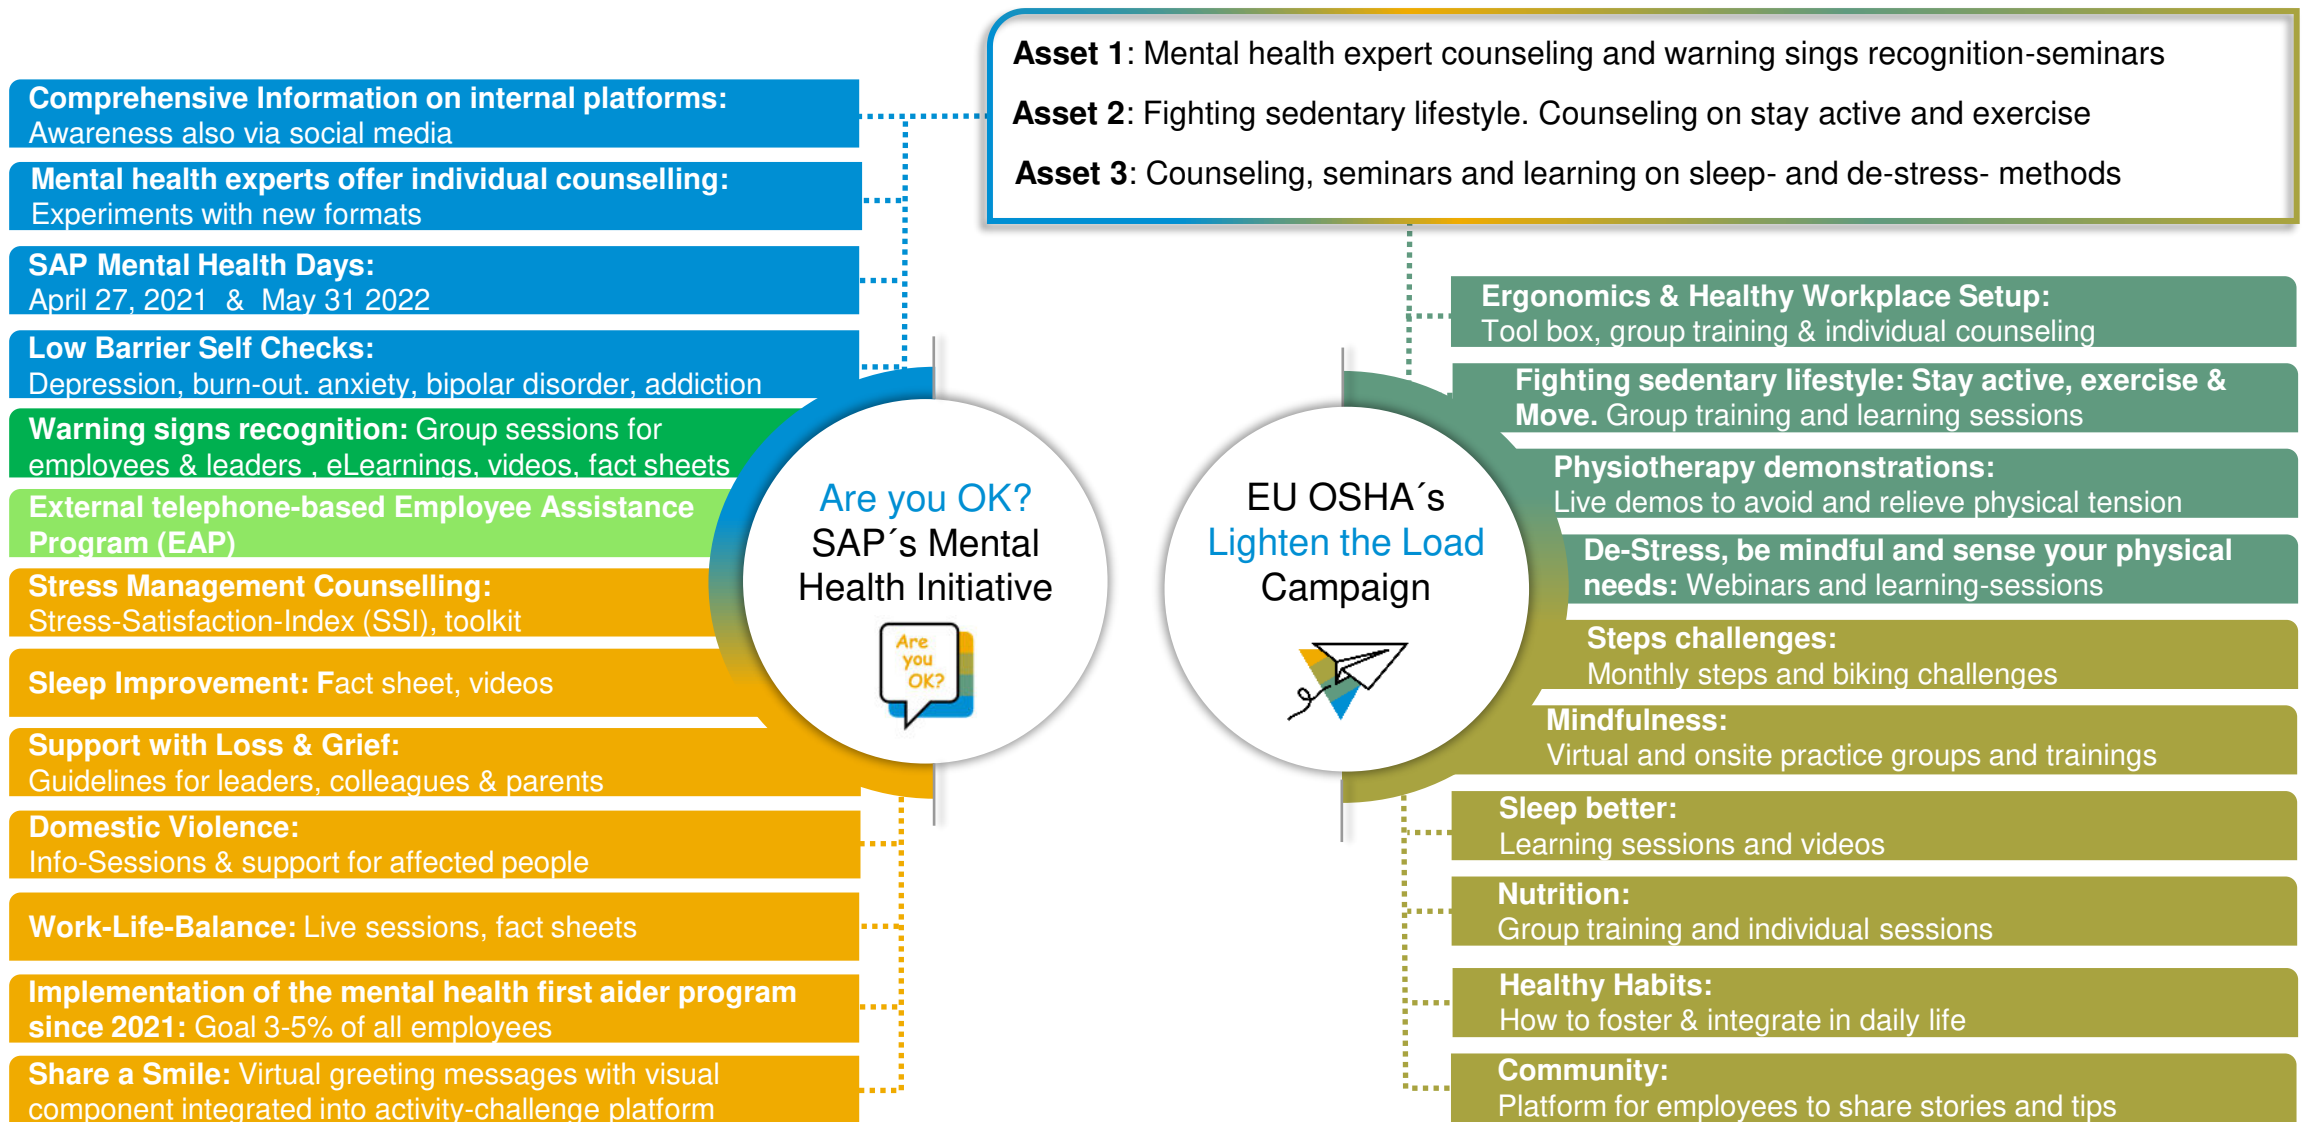 Asset 1: Mental health expert counseling and warning sings recognition-seminars
Asset 2: Fighting sedentary lifestyle. Counseling on stay active and exercise
Asset 3: Counseling, seminars and learning on sleep- and de-stress- methods
Comprehensive Information on internal platforms:
Awareness also via social media
Mental health experts offer individual counselling:
Experiments with new formats
SAP Mental Health Days:
April 27, 2021 & May 31 2022
Low Barrier Self Checks:
Depression, burn-out. anxiety, bipolar disorder, addiction
Warning signs recognition: Group sessions for
employees & leaders , eLearnings, videos, fact sheets
External telephone-based Employee Assistance
Program (EAP)
Stress Management Counselling:
Stress-Satisfaction-Index (SSI), toolkit
Sleep Improvement: Fact sheet, videos
Support with Loss & Grief:
Guidelines for leaders, colleagues & parents
Domestic Violence:
Info-Sessions & support for affected people
Work-Life-Balance: Live sessions, fact sheets
Implementation of the mental health first aider program
since 2021: Goal 3-5% of all employees
Share a Smile: Virtual greeting messages with visual
component integrated into activity-challenge platform
Are you OK?
SAP´s Mental
Health Initiative
Are
you
OK?
EU OSHA´s
Lighten the Load
Campaign
Ergonomics & Healthy Workplace Setup:
Tool box, group training & individual counseling
Fighting sedentary lifestyle: Stay active, exercise &
Move. Group training and learning sessions
Physiotherapy demonstrations:
Live demos to avoid and relieve physical tension
De-Stress, be mindful and sense your physical
needs: Webinars and learning-sessions
Steps challenges:
Monthly steps and biking challenges
Mindfulness:
Virtual and onsite practice groups and trainings
Sleep better:
Learning sessions and videos
Nutrition:
Group training and individual sessions
Healthy Habits:
How to foster & integrate in daily life
Community:
Platform for employees to share stories and tips